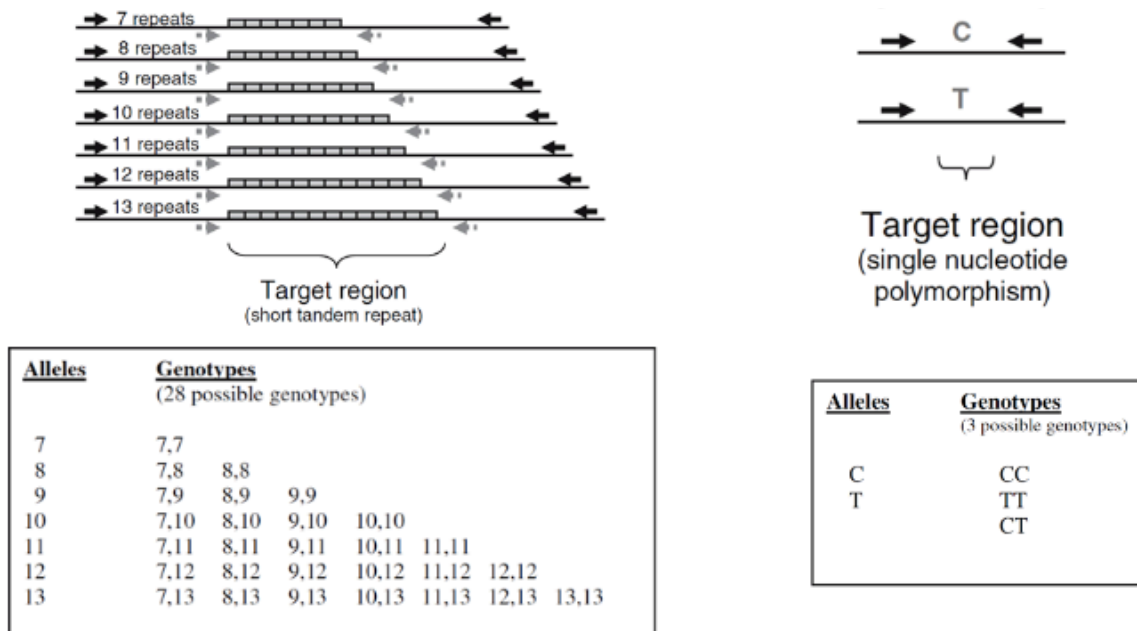 7 repeats
8 repeats
9 repeats
10 repeats
11 repeats
12 repeats
13 repeats
Target region
(short tandem repeat)
Alleles Genotypes
(28 possible genotypes)
7 7,7
8 7,8 8,8
9 7,9 8,9 9,9
10 7,10 8,10 9,10 10,10
11 7,11 8,11 9,11 10,11 11,11
12 7,12 8,12 9,12 10,12 11,12 12,12
13 7,13 8,13 9,13 10,13 11,13 12,13 13,13
C
T
Target region
(single nucleotide
polymorphism)
Alleles Genotypes
(3 possible genotypes)
C CC
T TT
CT